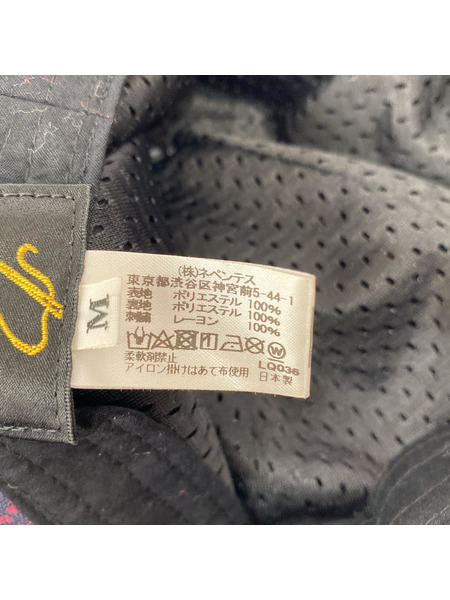 (株)ネペンテス
東京都渋谷区神宮前5-44-1
表地 ポリエステル 100%
裏地 ポリエステル 100%
刺繍 レーヨン 100%
柔軟剤禁止 LQ036
アイロン掛けはあて布使用 日本製
M